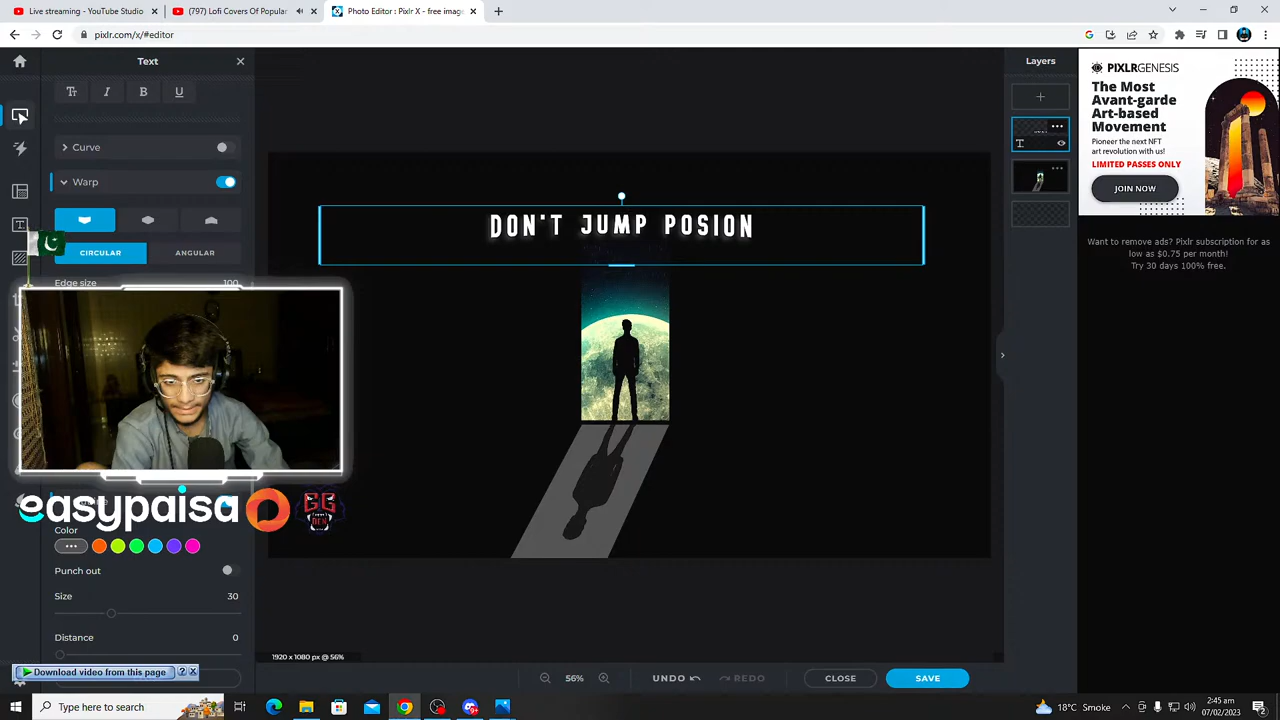 Live streaming - YouTube Studio
(797) Lofi Covers Of Popular
Photo Editor : Pixlr X - free imag
pixlr.com/x/#editor
Text
Layers
Curve
Warp
CIRCULAR
ANGULAR
Edge size
100
DON'T JUMP POSION
easypaisa
GG
DEN
Color
Punch out
Size
30
Distance
0
Download video from this page
1920 x 1080 px @ 56%
56%
UNDO
REDO
CLOSE
SAVE
PIXLRGENESIS
The Most
Avant-garde
Art-based
Movement
Pioneer the next NFT
art revolution with us!
LIMITED PASSES ONLY
JOIN NOW
Want to remove ads? Pixlr subscription for as
low as $0.75 per month!
Try 30 days 100% free.
Type here to search
18°C Smoke
2:45 am
07/02/2023